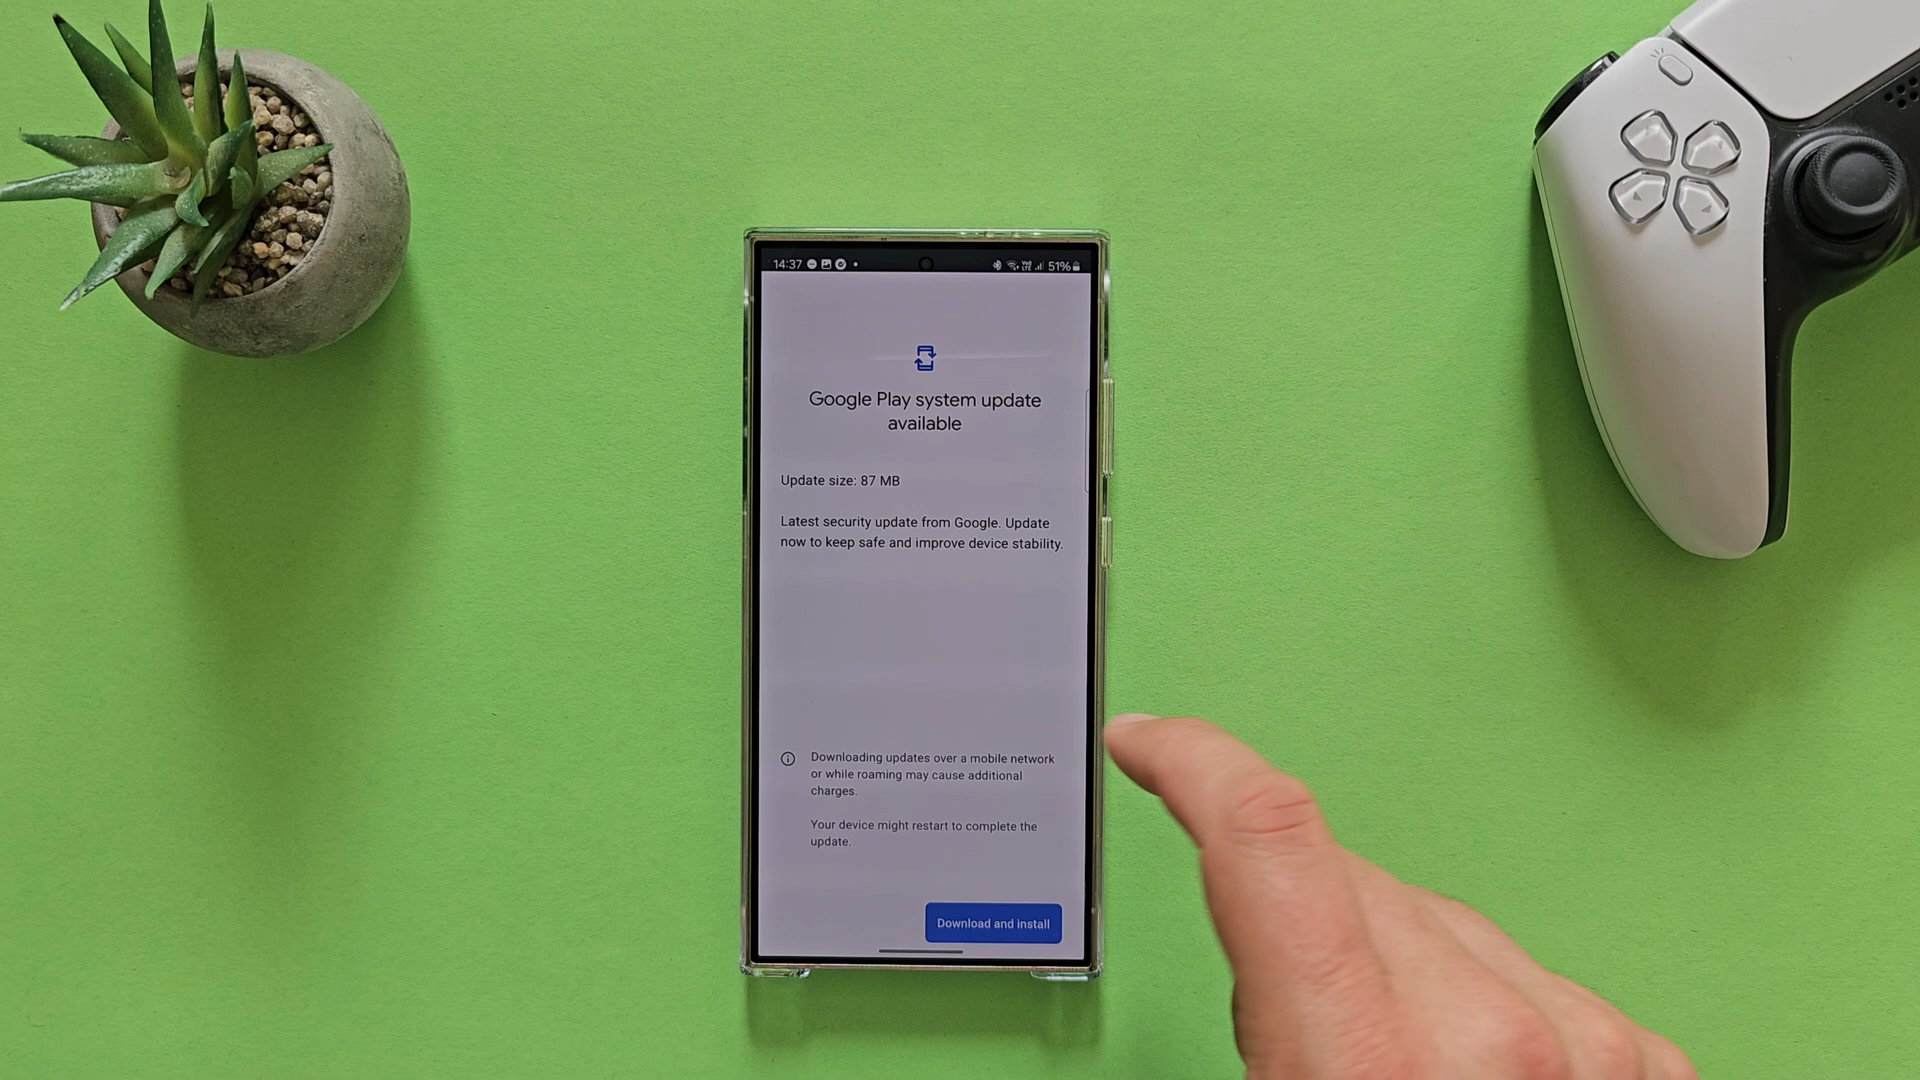 14:37
51%
Google Play system update
available
Update size: 87 MB
Latest security update from Google. Update
now to keep safe and improve device stability.
Downloading updates over a mobile network
or while roaming may cause additional
charges.
Your device might restart to complete the
update.
Download and install